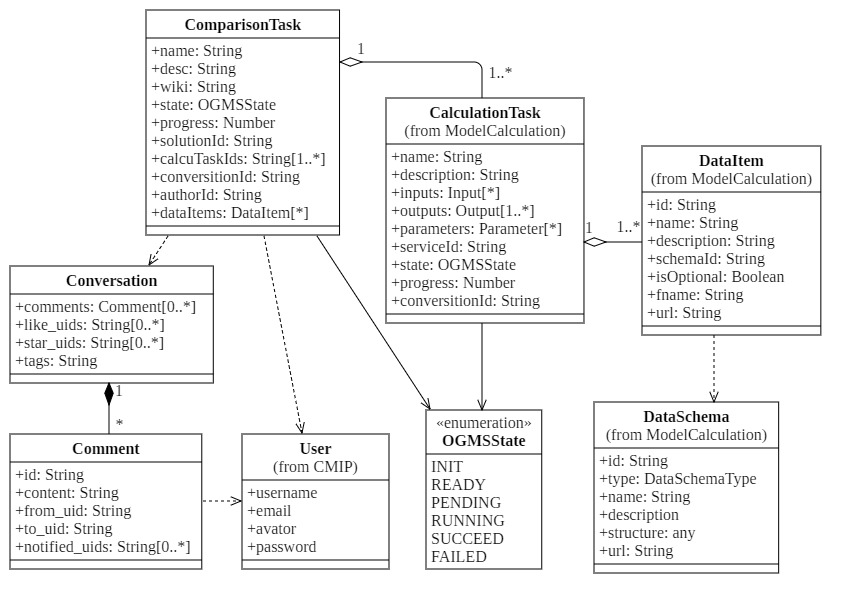 ComparisonTask
+name: String
+desc: String
+wiki: String
+state: OGMSState
+progress: Number
+solutionId: String
+calcuTaskIds: String[1..*]
+conversitionId: String
+authorId: String
+dataItems: DataItem[*]
1
1..*
CalculationTask
(from ModelCalculation)
+name: String
+description: String
+inputs: Input[*]
+outputs: Output[1..*]
+parameters: Parameter[*]
+serviceId: String
+state: OGMSState
+progress: Number
+conversitionId: String
1
1..*
DataItem
(from ModelCalculation)
+id: String
+name: String
+description: String
+schemaId: String
+isOptional: Boolean
+fname: String
+url: String
Conversation
+comments: Comment[0..*]
+like_uids: String[0..*]
+star_uids: String[0..*]
+tags: String
1
*
Comment
+id: String
+content: String
+from_uid: String
+to_uid: String
+notified_uids: String[0..*]
User
(from CMIP)
+username
+email
+avator
+password
«enumeration»
OGMSState
INIT
READY
PENDING
RUNNING
SUCCEED
FAILED
DataSchema
(from ModelCalculation)
+id: String
+type: DataSchemaType
+name: String
+description
+structure: any
+url: String